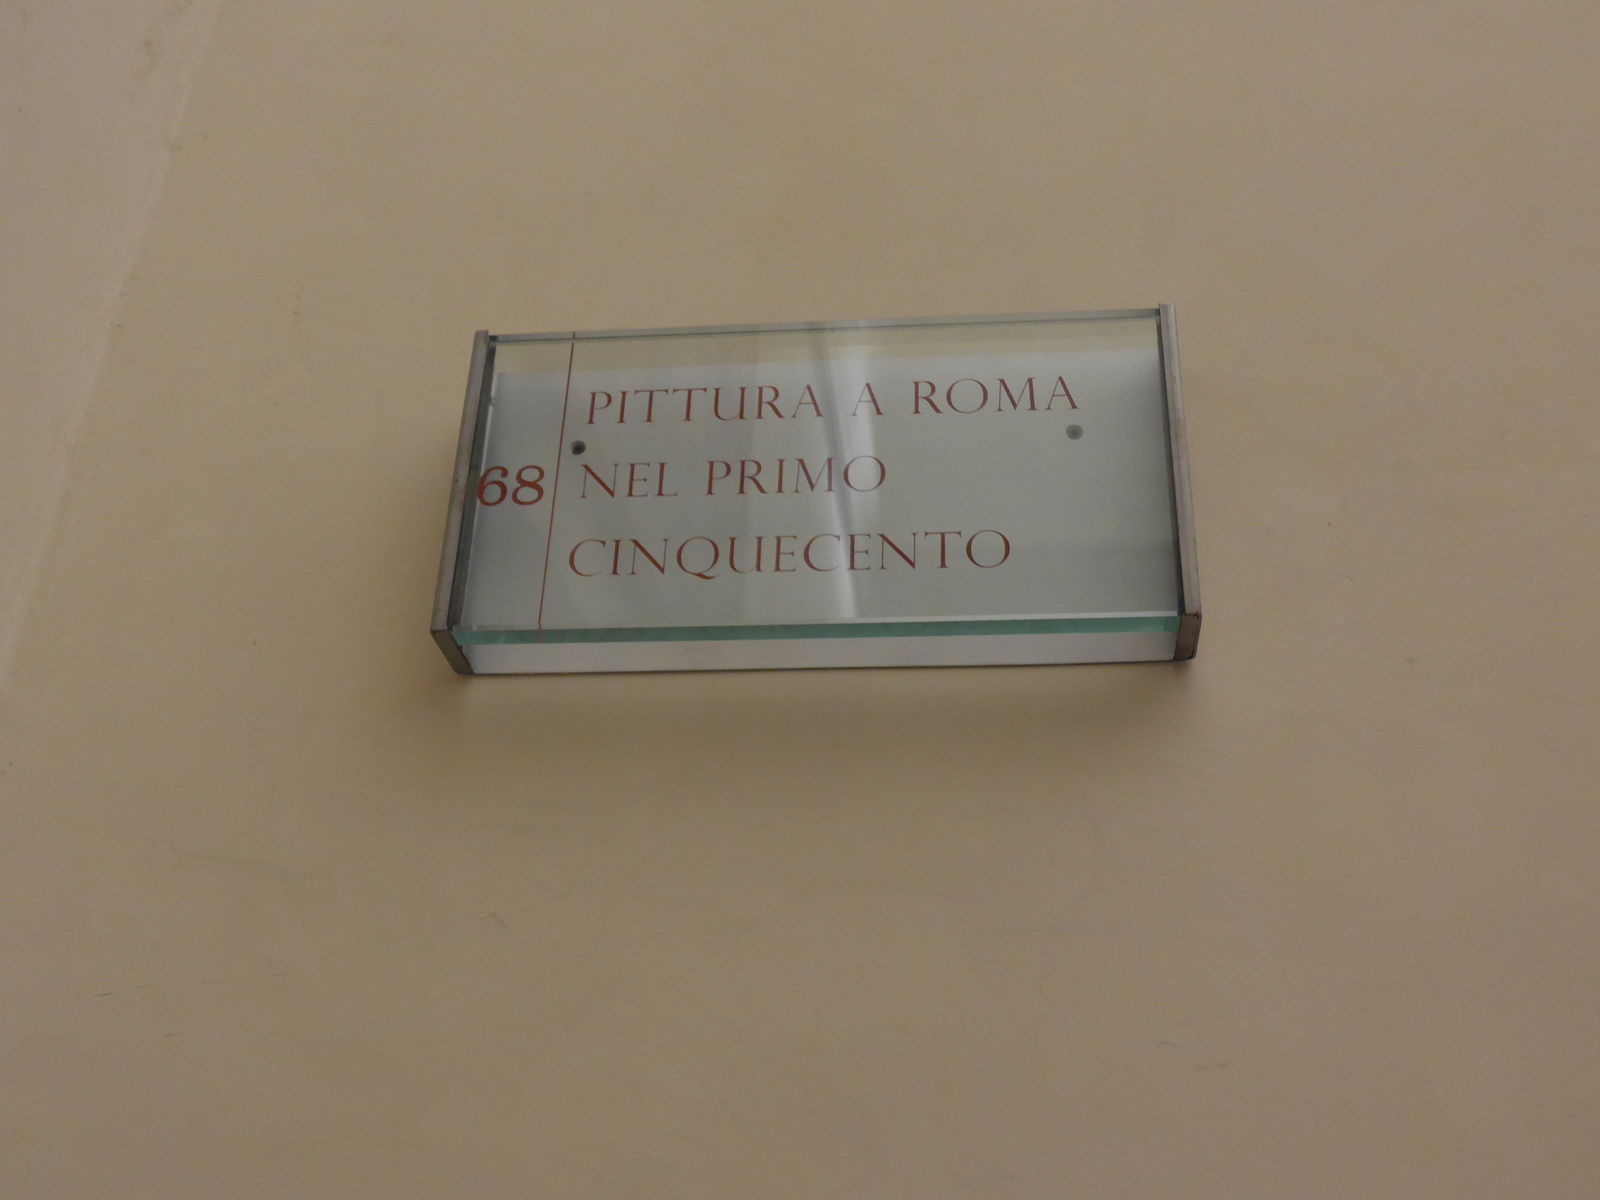 PITTURA A ROMA
68 NEL PRIMO
CINQUECENTO